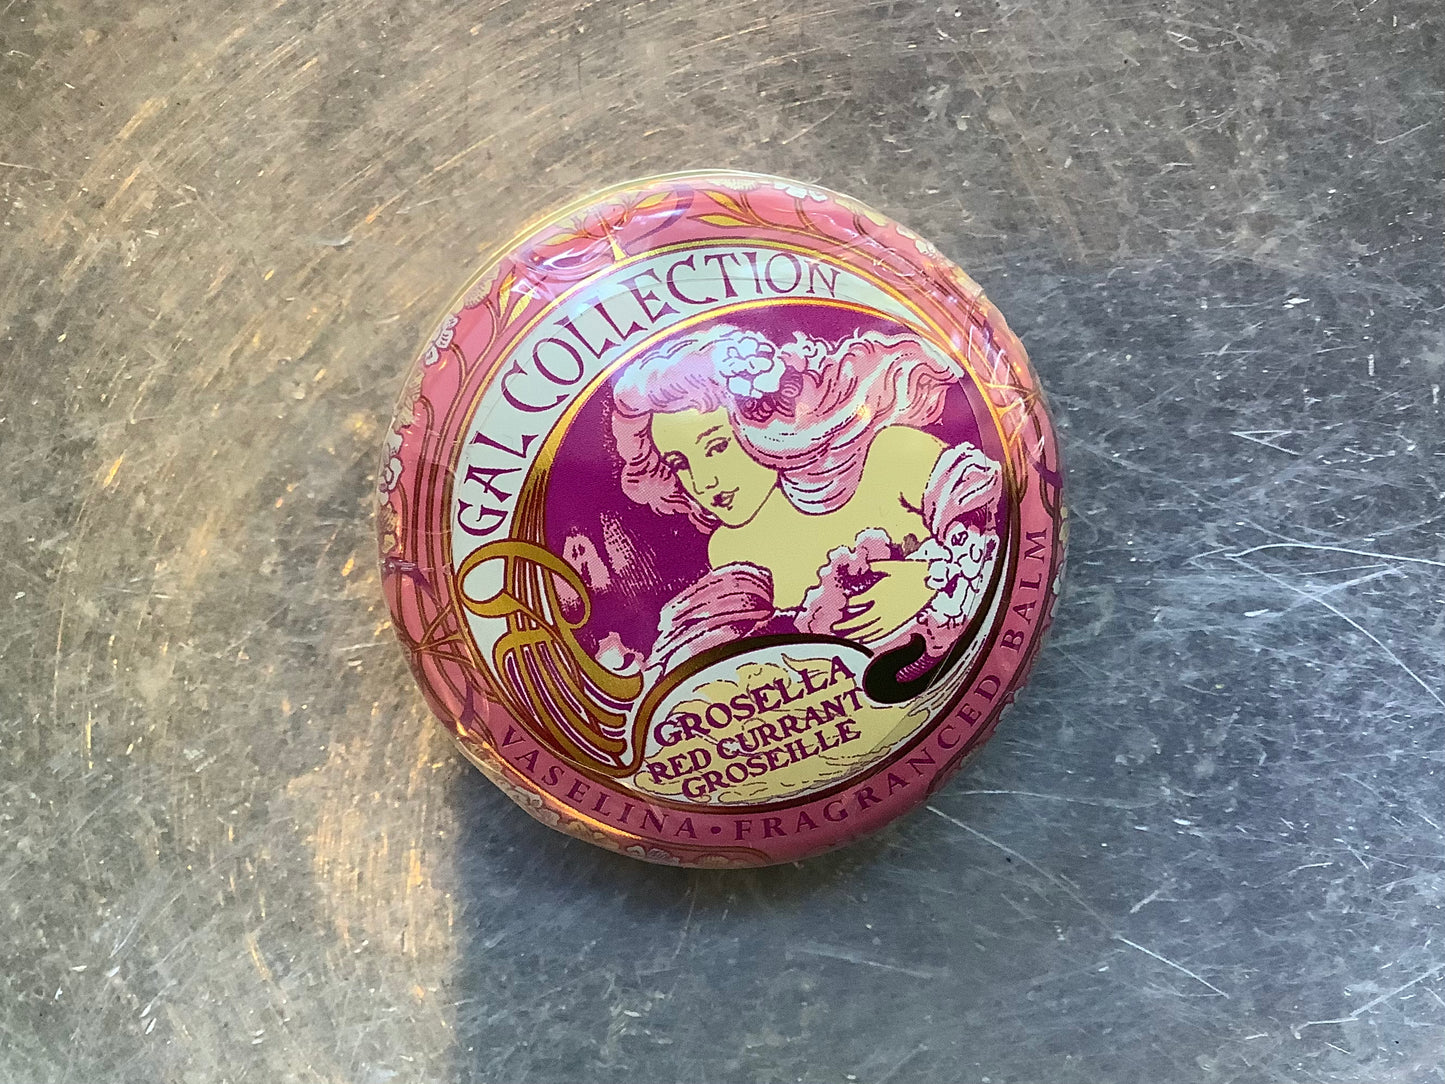 GAL COLLECTION
GROSELLA
RED CURRANT
GROSEILLE
VASELINA • FRAGRANCED BALM